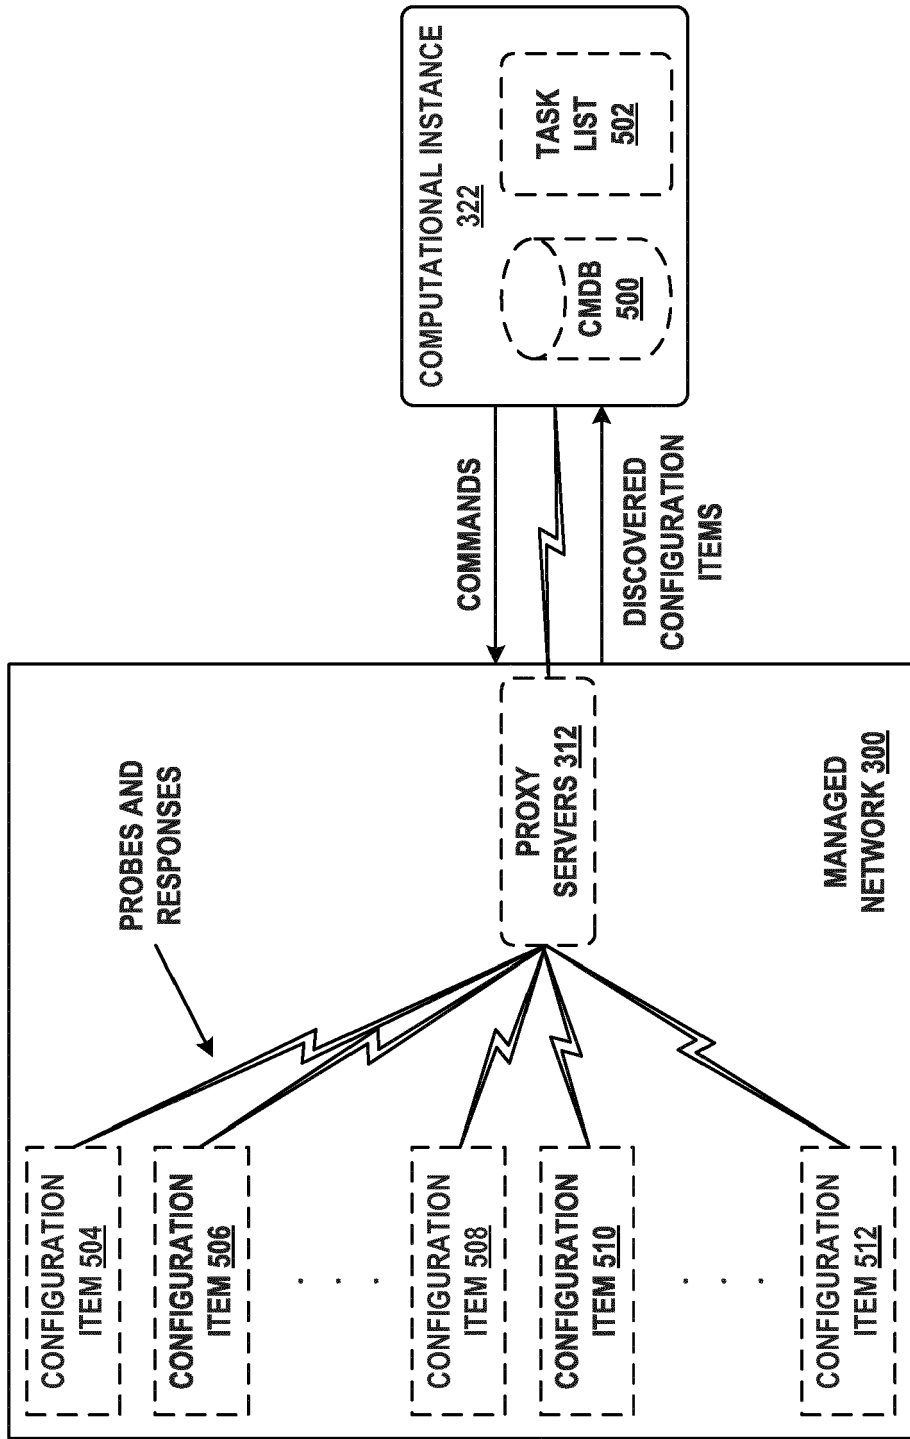 COMPUTATIONAL INSTANCE
322
TASK
LIST
502
CMDB
500
COMMANDS
DISCOVERED
CONFIGURATION
ITEMS
PROBES AND
RESPONSES
PROXY
SERVERS 312
MANAGED
NETWORK 300
CONFIGURATION
ITEM 504
CONFIGURATION
ITEM 506
. . .
CONFIGURATION
ITEM 508
CONFIGURATION
ITEM 510
. . .
CONFIGURATION
ITEM 512